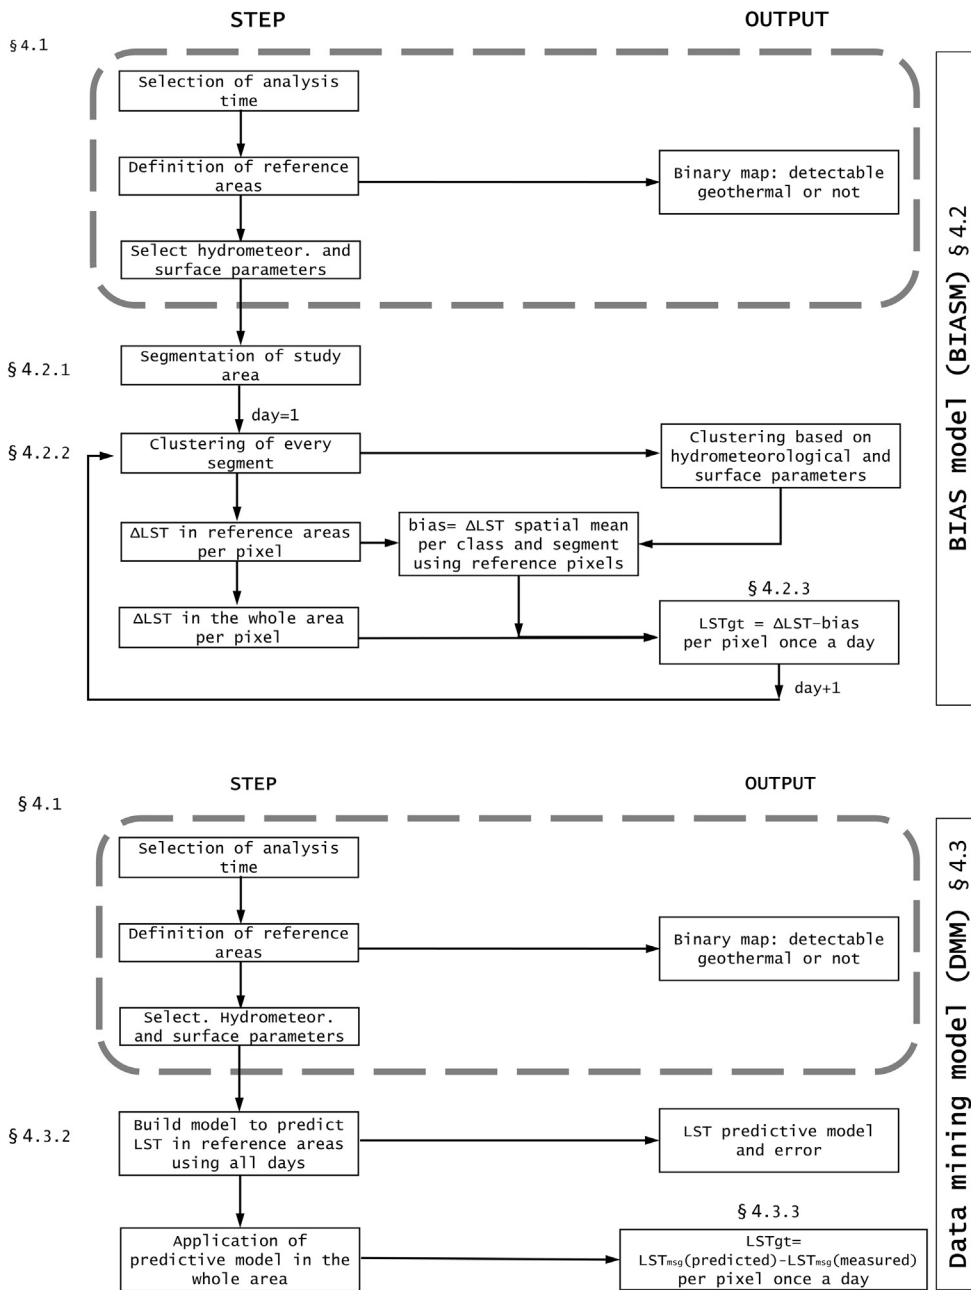 STEP
OUTPUT
§4.1
Selection of analysis
time
Definition of reference
areas
Binary map: detectable
geothermal or not
Select hydrometeor. and
surface parameters
§4.2.1
Segmentation of study
area
day=1
§4.2.2
Clustering of every
segment
Clustering based on
hydrometeorological and
surface parameters
ΔLST in reference areas
per pixel
bias= ΔLST spatial mean
per class and segment
using reference pixels
§4.2.3
ΔLST in the whole area
per pixel
LSTgt = ΔLST-bias
per pixel once a day
day+1
BIAS model (BIASM) §4.2
STEP
OUTPUT
§4.1
Selection of analysis
time
Definition of reference
areas
Binary map: detectable
geothermal or not
Select. Hydrometeor.
and surface parameters
§4.3.2
Build model to predict
LST in reference areas
using all days
LST predictive model
and error
§4.3.3
Application of
predictive model in the
whole area
LSTgt=
LSTmsg(predicted)-LSTmsg(measured)
per pixel once a day
Data mining model (DMM) §4.3